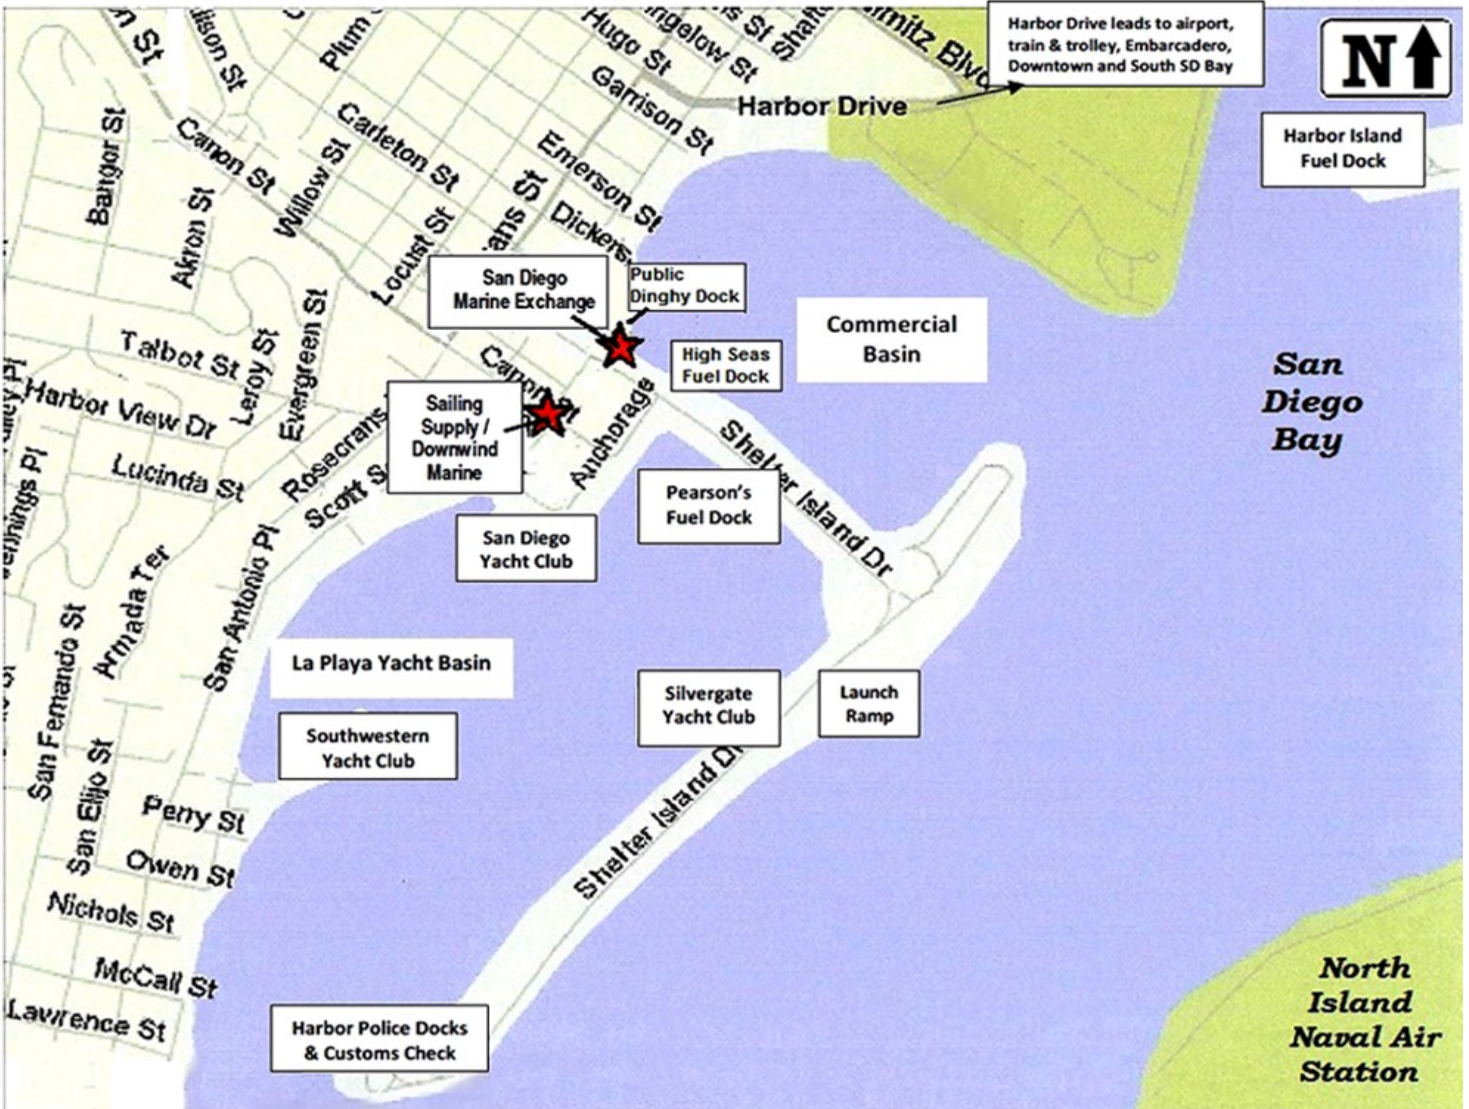 Harbor Drive leads to airport,
train & trolley, Embarcadero,
Downtown and South SD Bay
N
Harbor Island
Fuel Dock
Harbor Drive
Plum
Hugo St
St
Garrison St
Emerson St
Carleton St
Canon St
Bangor St
Akron St
Willow St
Locust St
San Diego
Marine Exchange
Public
Dinghy Dock
High Seas
Fuel Dock
Commercial
Basin
San
Diego
Bay
Talbot St
Leroy St
Evergreen St
Harbor View Dr
Lucinda St
Rosecrans
Scott S
Canon St
Anchorage
Sailing
Supply /
Downwind
Marine
San Diego
Yacht Club
Pearson's
Fuel Dock
Shelter Island Dr
San Antonio Pl
Armada Ter
San Fernando St
San Elijo St
La Playa Yacht Basin
Southwestern
Yacht Club
Silvergate
Yacht Club
Launch
Ramp
Shelter Island Dr
Perry St
Owen St
Nichols St
McCall St
Lawrence St
Harbor Police Docks
& Customs Check
North
Island
Naval Air
Station